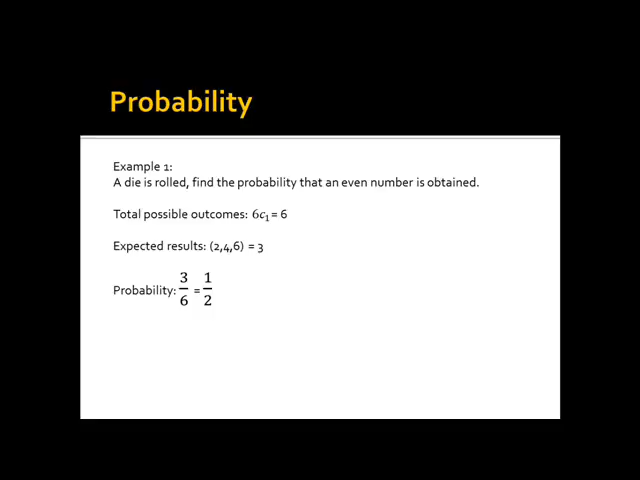 Probability
Example 1:
A die is rolled, find the probability that an even number is obtained.
Total possible outcomes: 6c₁ = 6
Expected results: (2,4,6) = 3
Probability: 3/6 = 1/2